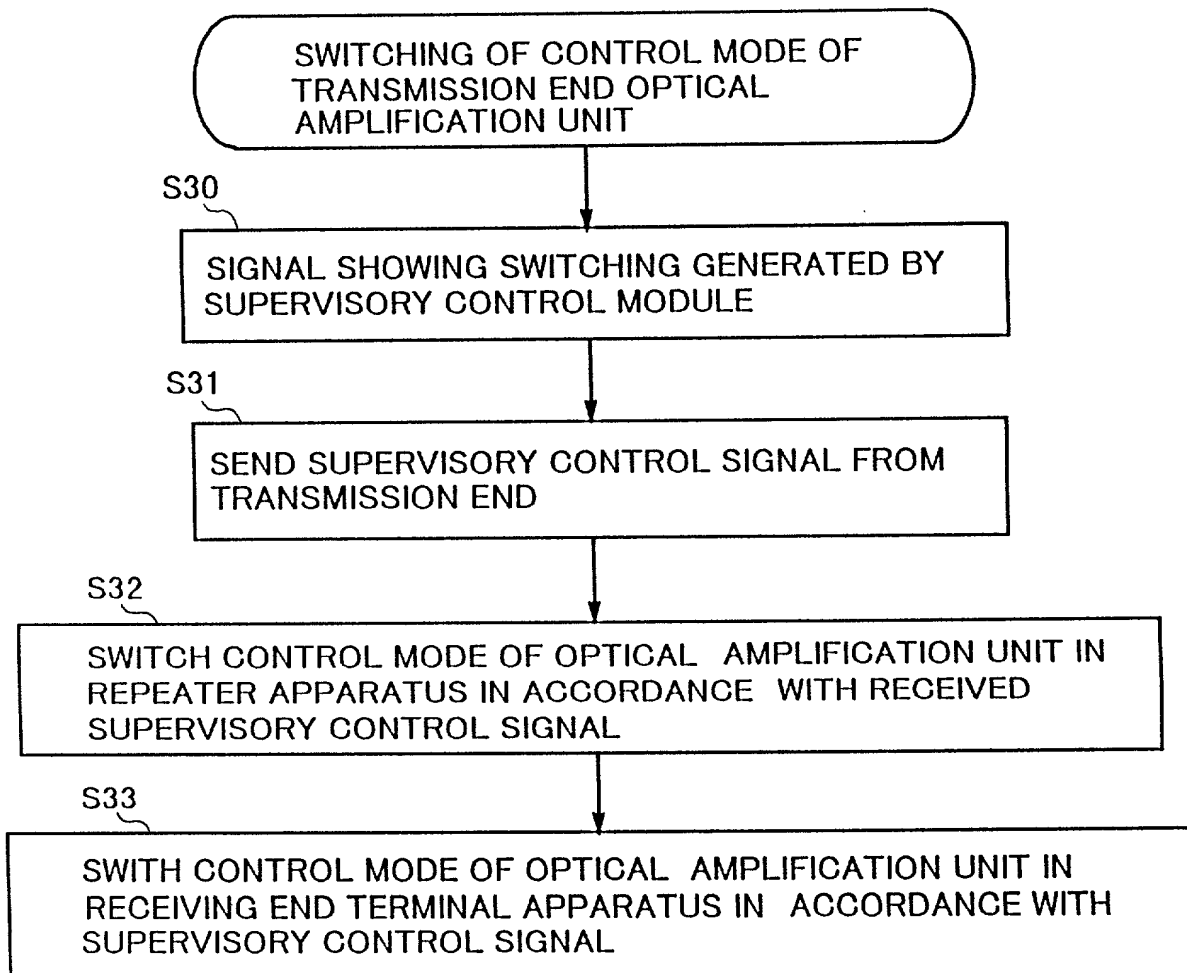 SWITCHING OF CONTROL MODE OF
TRANSMISSION END OPTICAL
AMPLIFICATION UNIT
S30
SIGNAL SHOWING SWITCHING GENERATED BY
SUPERVISORY CONTROL MODULE
S31
SEND SUPERVISORY CONTROL SIGNAL FROM
TRANSMISSION END
S32
SWITCH CONTROL MODE OF OPTICAL AMPLIFICATION UNIT IN
REPEATER APPARATUS IN ACCORDANCE WITH RECEIVED
SUPERVISORY CONTROL SIGNAL
S33
SWITH CONTROL MODE OF OPTICAL AMPLIFICATION UNIT IN
RECEIVING END TERMINAL APPARATUS IN ACCORDANCE WITH
SUPERVISORY CONTROL SIGNAL